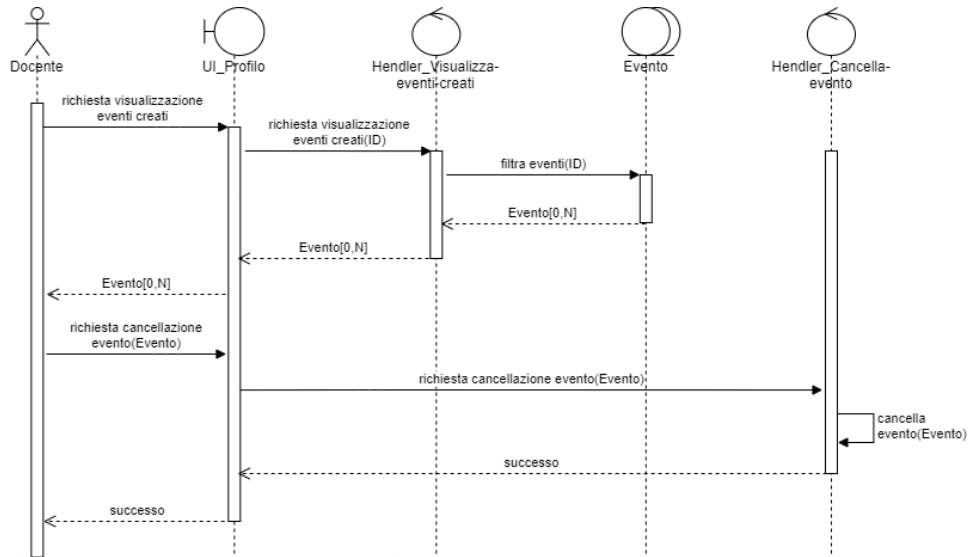 Docente
UI_Profilo
Hendler_Visualizza-
eventi-creati
Evento
Hendler_Cancella-
evento
richiesta visualizzazione
eventi creati
richiesta visualizzazione
eventi creati(ID)
filtra eventi(ID)
Evento[0,N]
Evento[0,N]
Evento[0,N]
richiesta cancellazione
evento(Evento)
richiesta cancellazione evento(Evento)
cancella
evento(Evento)
successo
successo